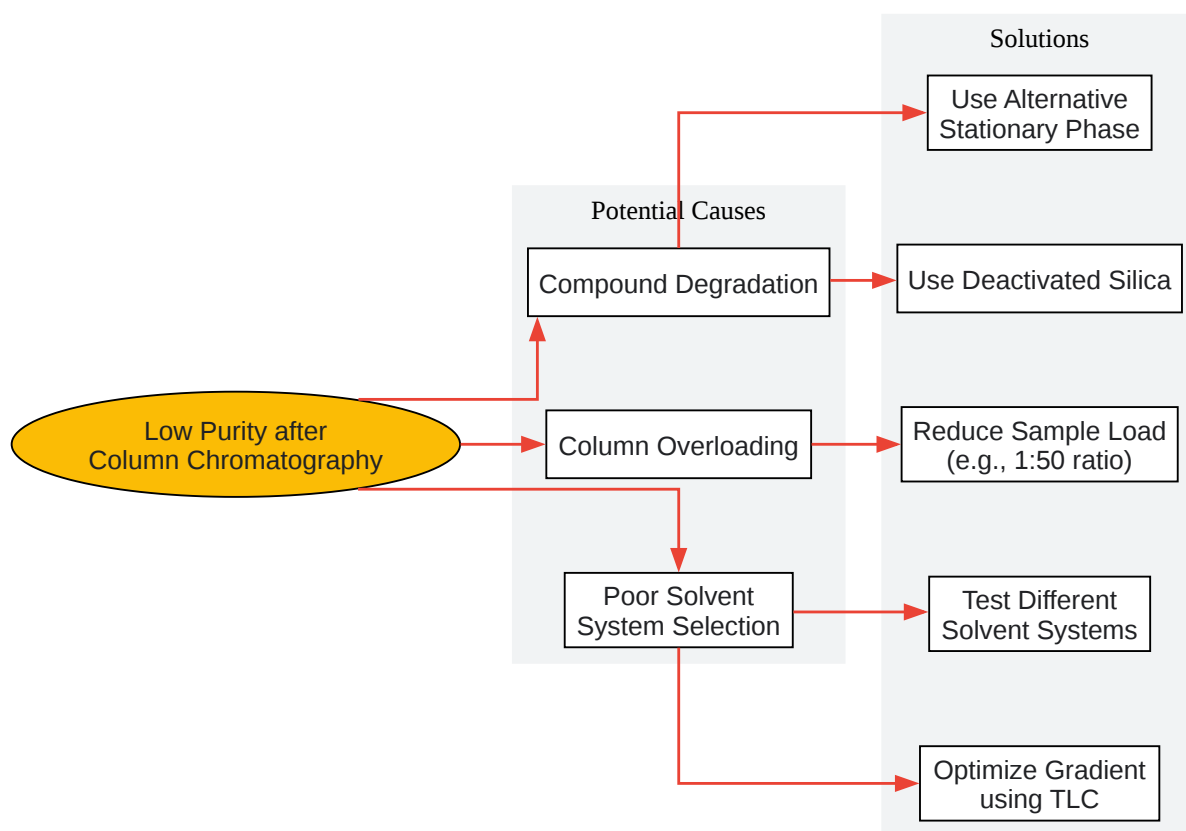 Solutions
Use Alternative
Stationary Phase
Potential Causes
Compound Degradation
Use Deactivated Silica
Low Purity after
Column Chromatography
Column Overloading
Reduce Sample Load
(e.g., 1:50 ratio)
Poor Solvent
System Selection
Test Different
Solvent Systems
Optimize Gradient
using TLC